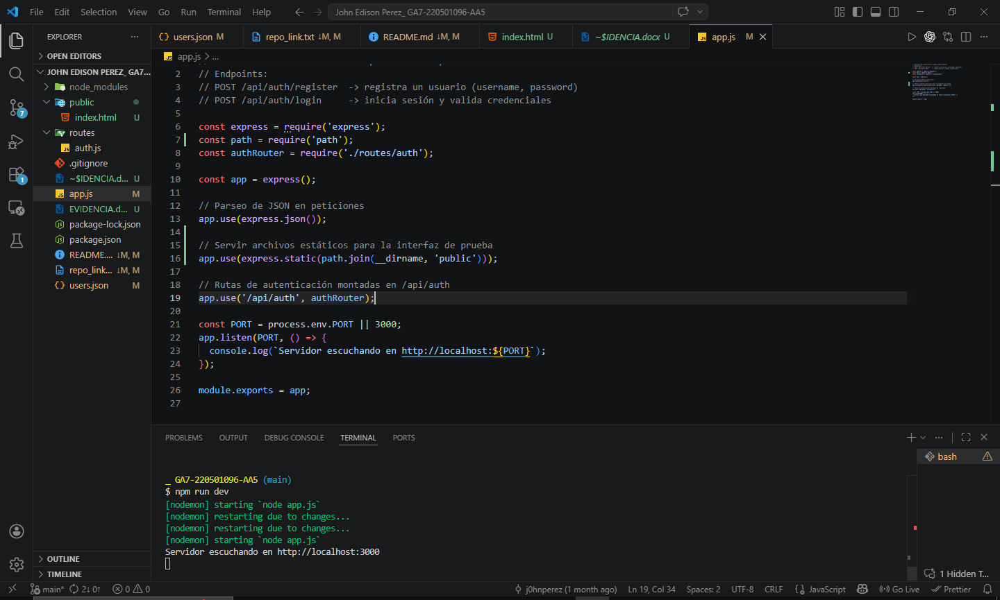 File Edit Selection View Go Run Terminal Help
John Edison Perez_ GA7-220501096-AA5
EXPLORER
OPEN EDITORS
JOHN EDISON PEREZ_ GA7...
node_modules
public
index.html U
routes
auth.js
.gitignore
~$IDENCIA.d... U
app.js M
EVIDENCIA.d... U
package-lock.json
package.json
README.... ↓M, M
repo_link... ↓M, M
users.json M
OUTLINE
TIMELINE
7
1
users.json M
repo_link.txt ↓M, M
README.md ↓M, M
index.html U
~$IDENCIA.docx U
app.js M
app.js > ...
2 // Endpoints:
3 // POST /api/auth/register -> registra un usuario (username, password)
4 // POST /api/auth/login -> inicia sesión y valida credenciales
5
6 const express = require('express');
7 const path = require('path');
8 const authRouter = require('./routes/auth');
9
10 const app = express();
11
12 // Parseo de JSON en peticiones
13 app.use(express.json());
14
15 // Servir archivos estáticos para la interfaz de prueba
16 app.use(express.static(path.join(__dirname, 'public')));
17
18 // Rutas de autenticación montadas en /api/auth
19 app.use('/api/auth', authRouter);
20
21 const PORT = process.env.PORT || 3000;
22 app.listen(PORT, () => {
23 console.log(`Servidor escuchando en http://localhost:${PORT}`);
24 });
25
26 module.exports = app;
27
PROBLEMS OUTPUT DEBUG CONSOLE TERMINAL PORTS
bash
_ GA7-220501096-AA5 (main)
$ npm run dev
[nodemon] starting `node app.js`
[nodemon] restarting due to changes...
[nodemon] restarting due to changes...
[nodemon] starting `node app.js`
Servidor escuchando en http://localhost:3000
1 Hidden T...
main* 2↓ 0↑ 0 0 j0hnperez (1 month ago) Ln 19, Col 34 Spaces: 2 UTF-8 CRLF {} JavaScript Go Live Prettier